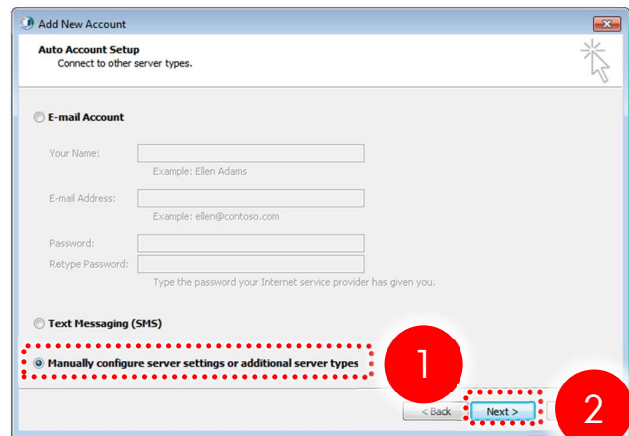 Add New Account
Auto Account Setup
Connect to other server types.
E-mail Account
Your Name:
Example: Ellen Adams
E-mail Address:
Example: ellen@contoso.com
Password:
Retype Password:
Type the password your Internet service provider has given you.
Text Messaging (SMS)
Manually configure server settings or additional server types
1
< Back Next >
2